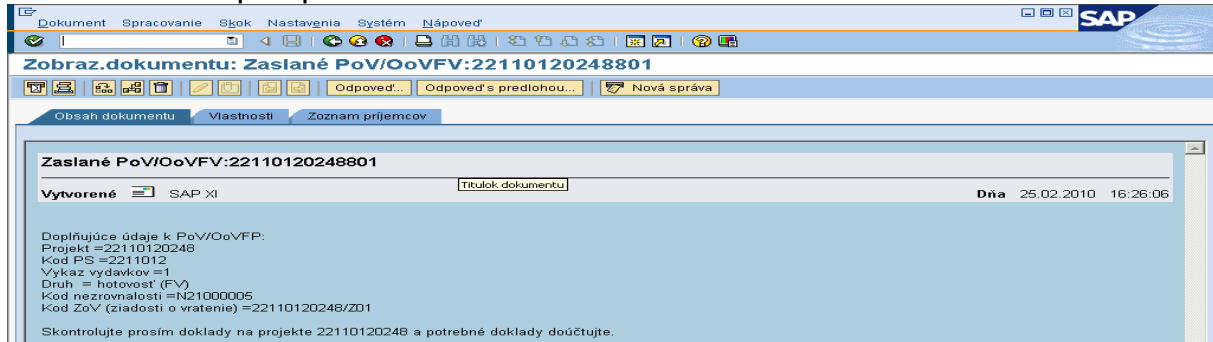 Dokument Spracovanie Skok Nastavenia Systém Nápoveď
SAP
Zobraz.dokumentu: Zaslané PoV/OoVFV:22110120248801
Odpoveď... Odpoveď s predlohou... Nová správa
Obsah dokumentu Vlastnosti Zoznam príjemcov
Zaslané PoV/OoVFV:22110120248801
Titulok dokumentu
Vytvorené SAP XI Dňa 25.02.2010 16:26:06
Doplňujúce údaje k PoV/OoVFP:
Projekt =22110120248
Kod PS =2211012
Vykaz vydavkov =1
Druh = hotovosť (FV)
Kod nezrovnalosti =N21000005
Kod ZoV (ziadosti o vratenie) =22110120248/Z01
Skontrolujte prosím doklady na projekte 22110120248 a potrebné doklady doúčtujte.